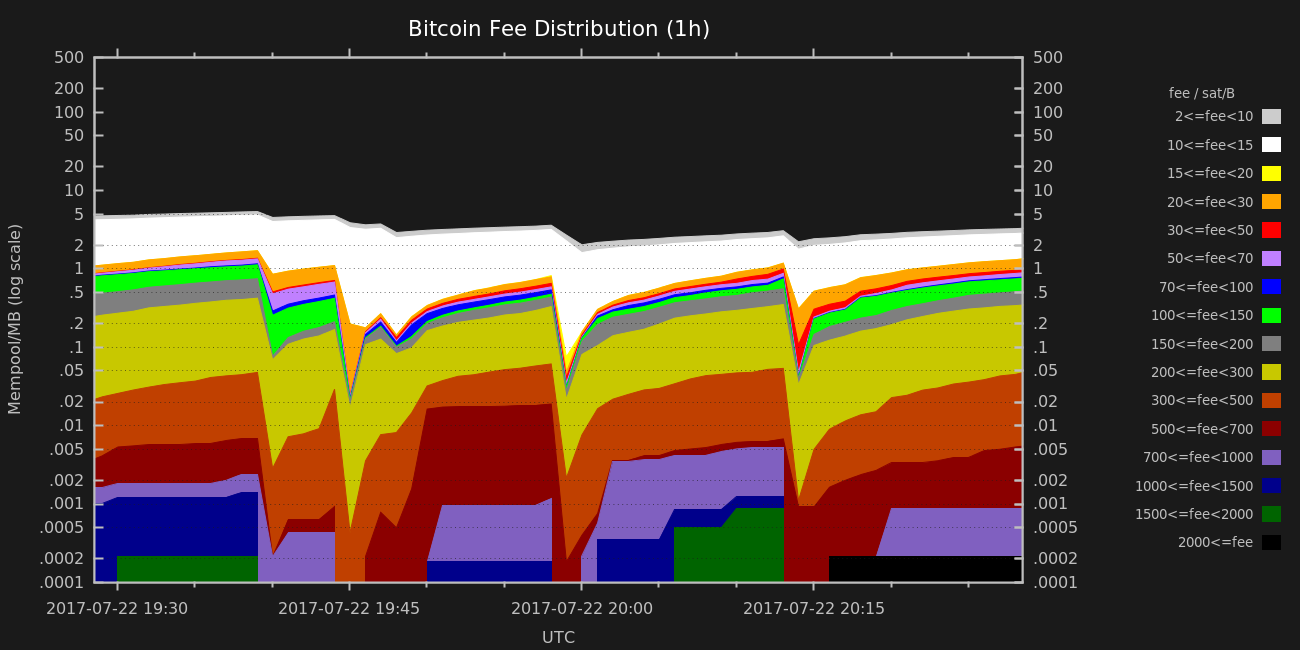 Bitcoin Fee Distribution (1h)
500 500
200 200
100 100
50 50
20 20
10 10
5 5
2 2
1 1
.5 .5
.2 .2
.1 .1
.05 .05
.02 .02
.01 .01
.005 .005
.002 .002
.001 .001
.0005 .0005
.0002 .0002
.0001 .0001
Mempool/MB (log scale)
2017-07-22 19:30 2017-07-22 19:45 2017-07-22 20:00 2017-07-22 20:15
UTC
fee / sat/B
2<=fee<10
10<=fee<15
15<=fee<20
20<=fee<30
30<=fee<50
50<=fee<70
70<=fee<100
100<=fee<150
150<=fee<200
200<=fee<300
300<=fee<500
500<=fee<700
700<=fee<1000
1000<=fee<1500
1500<=fee<2000
2000<=fee